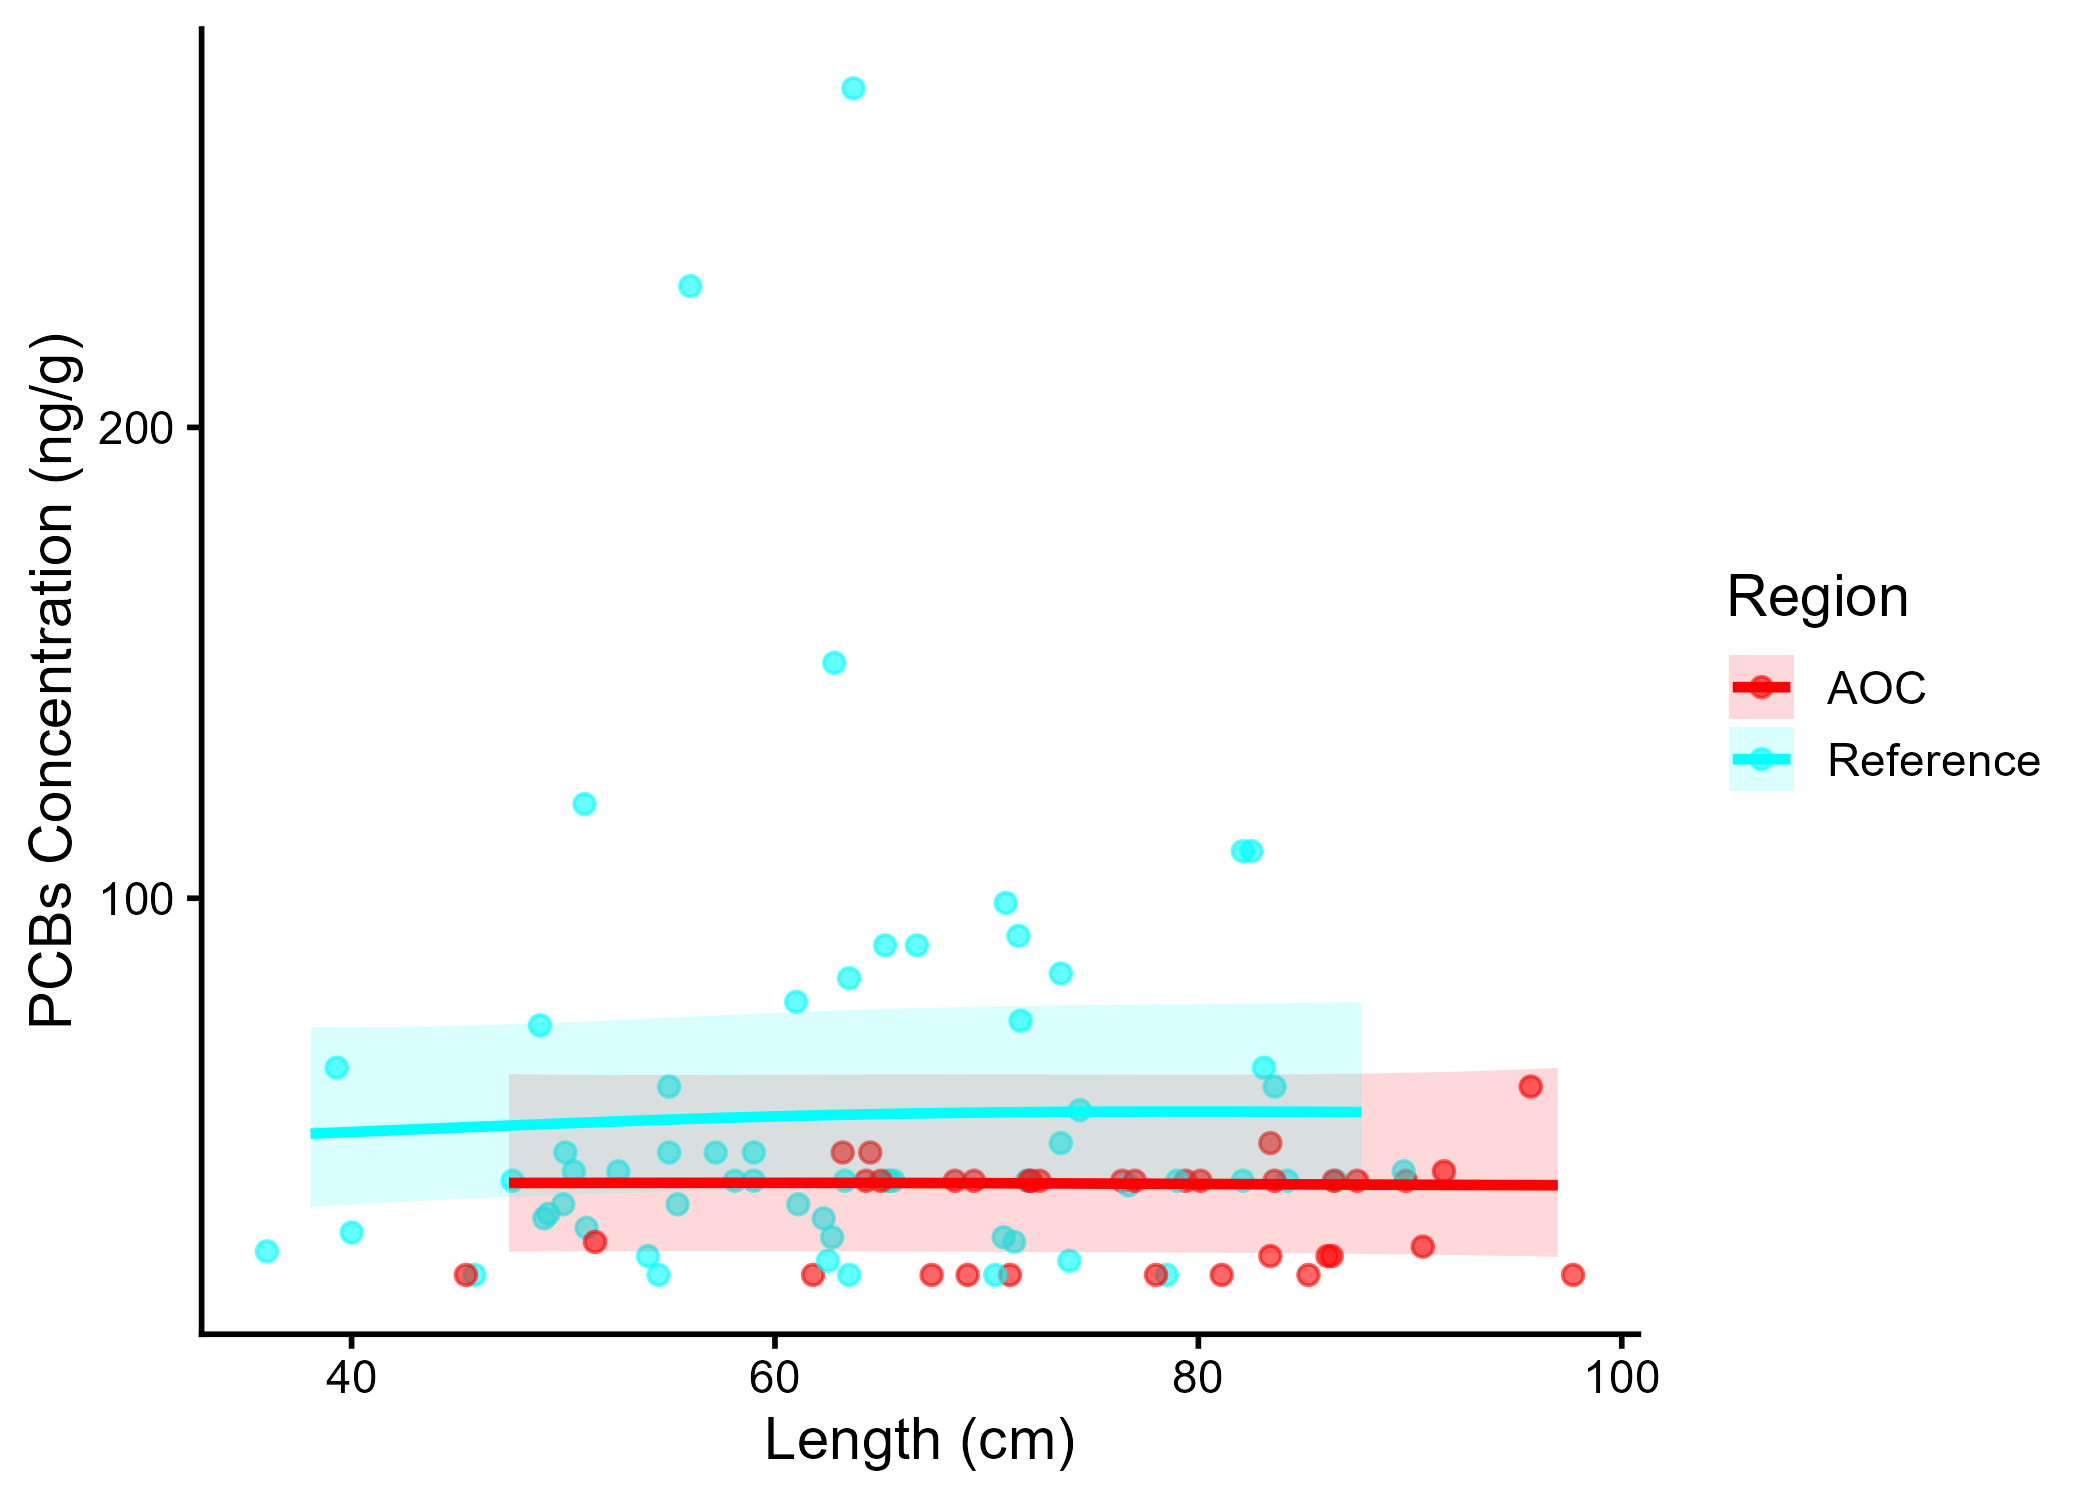 PCBs Concentration (ng/g)
200
100
40 60 80 100
Length (cm)
Region
AOC
Reference